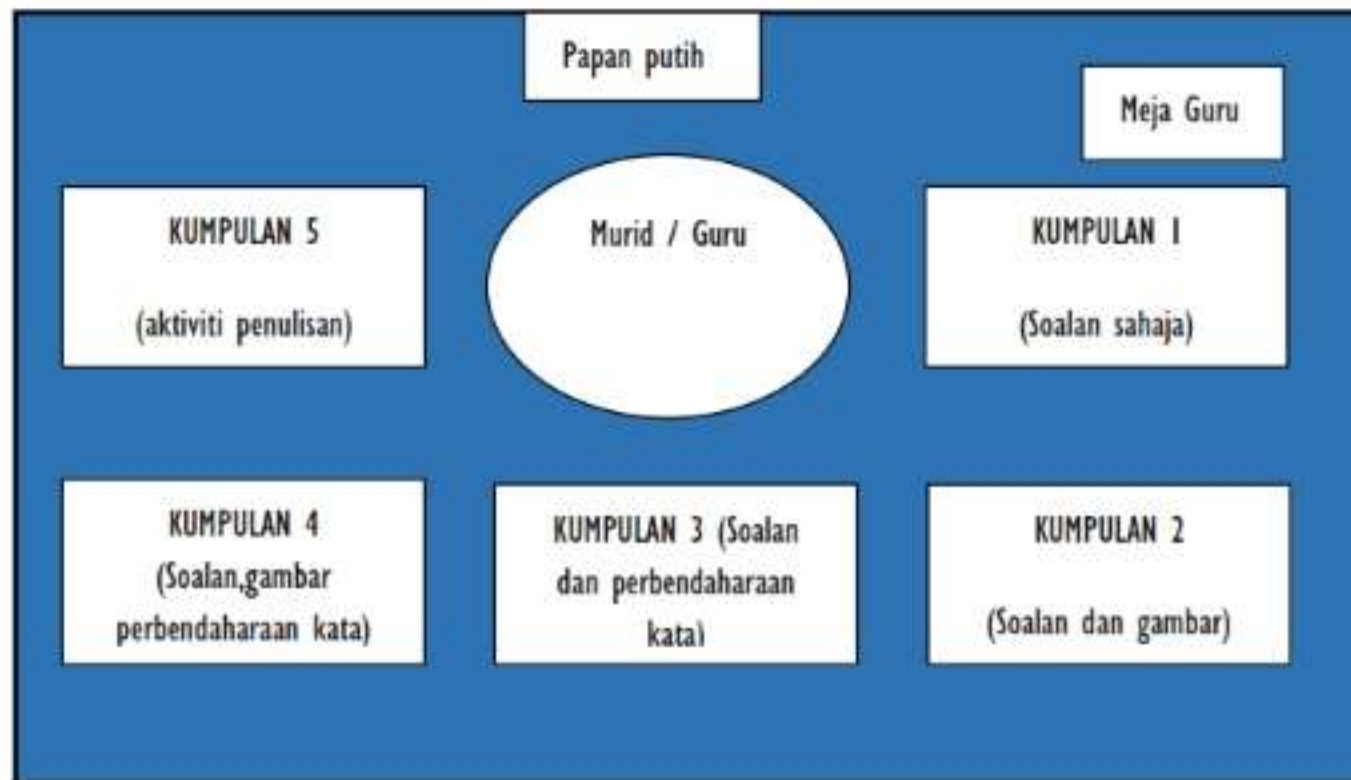 Papan putih
Meja Guru
KUMPULAN 5
(aktiviti penulisan)
Murid / Guru
KUMPULAN 1
(Soalan sahaja)
KUMPULAN 4
(Soalan,gambar
perbendaharaan kata)
KUMPULAN 3 (Soalan
dan perbendaharaan
kata)
KUMPULAN 2
(Soalan dan gambar)